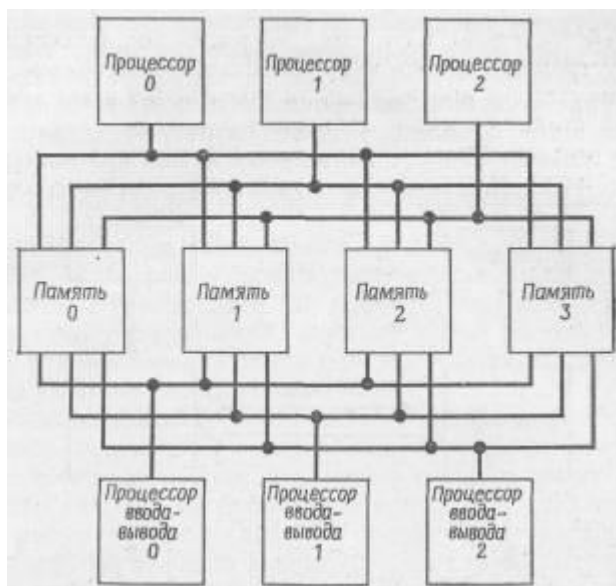 Процессор
0
Процессор
1
Процессор
2
Память
0
Память
1
Память
2
Память
3
Процессор
ввода-
вывода
0
Процессор
ввода-
вывода
1
Процессор
ввода-
вывода
2